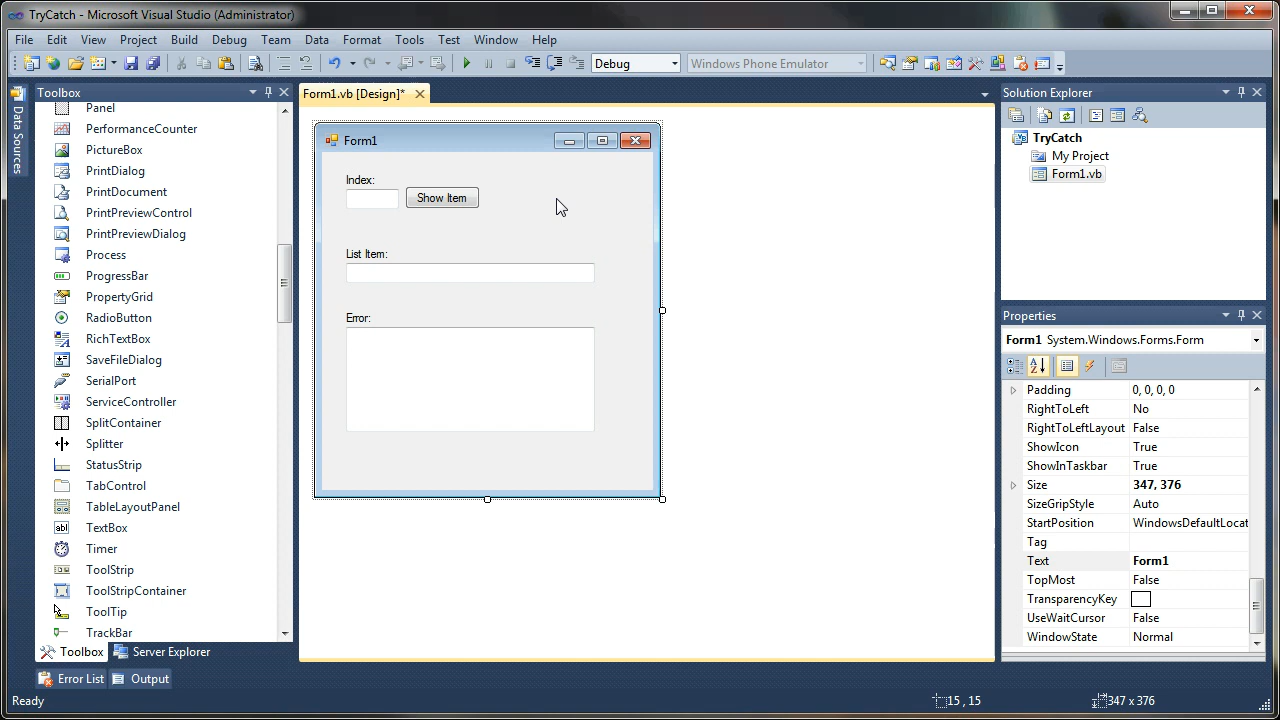 TryCatch - Microsoft Visual Studio (Administrator)
File Edit View Project Build Debug Team Data Format Tools Test Window Help
Debug Windows Phone Emulator
Data Sources
Toolbox
Panel
PerformanceCounter
PictureBox
PrintDialog
PrintDocument
PrintPreviewControl
PrintPreviewDialog
Process
ProgressBar
PropertyGrid
RadioButton
RichTextBox
SaveFileDialog
SerialPort
ServiceController
SplitContainer
Splitter
StatusStrip
TabControl
TableLayoutPanel
TextBox
Timer
ToolStrip
ToolStripContainer
ToolTip
TrackBar
Toolbox Server Explorer
Error List Output
Form1.vb [Design]*
Form1
Index:
Show Item
List Item:
Error:
Solution Explorer
TryCatch
My Project
Form1.vb
Properties
Form1 System.Windows.Forms.Form
Padding 0, 0, 0, 0
RightToLeft No
RightToLeftLayout False
ShowIcon True
ShowInTaskbar True
Size 347, 376
SizeGripStyle Auto
StartPosition WindowsDefaultLocat
Tag
Text Form1
TopMost False
TransparencyKey
UseWaitCursor False
WindowState Normal
Ready 15 , 15 347 x 376